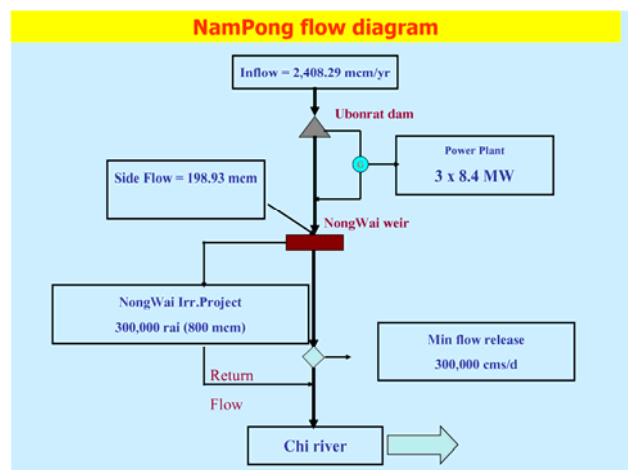 NamPong flow diagram
Inflow = 2,408.29 mcm/yr
Ubonrat dam
G
Power Plant
3 x 8.4 MW
Side Flow = 198.93 mcm
NongWai weir
NongWai Irr.Project
300,000 rai (800 mcm)
Min flow release
300,000 cms/d
Return
Flow
Chi river